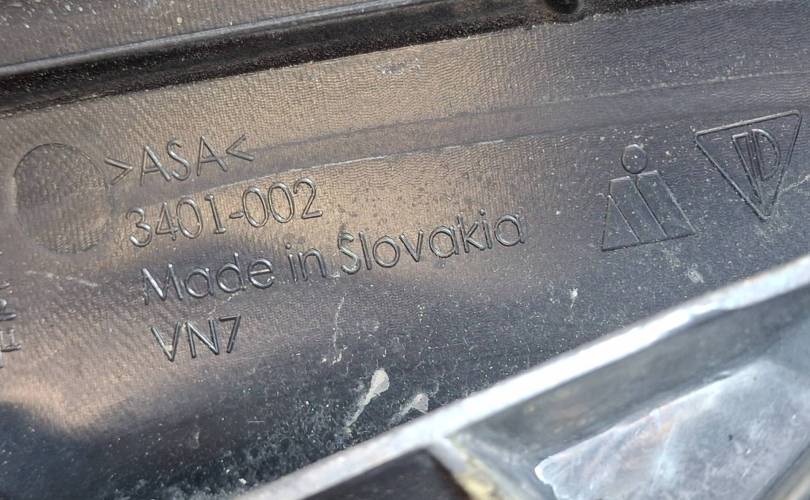 >ASA<
3401-002
Made in Slovakia
VN7